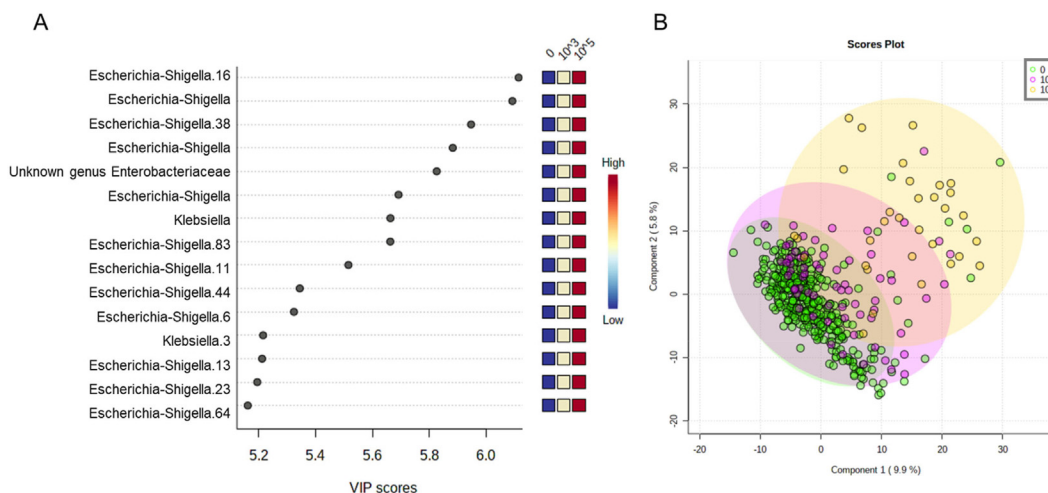 A
0 10^3 10^5
Escherichia-Shigella.16
Escherichia-Shigella
Escherichia-Shigella.38
Escherichia-Shigella
Unknown genus Enterobacteriaceae
Escherichia-Shigella
Klebsiella
Escherichia-Shigella.83
Escherichia-Shigella.11
Escherichia-Shigella.44
Escherichia-Shigella.6
Klebsiella.3
Escherichia-Shigella.13
Escherichia-Shigella.23
Escherichia-Shigella.64
High
Low
5.2 5.4 5.6 5.8 6.0
VIP scores
B
Scores Plot
0
10
10
30
20
10
0
-10
-20
Component 2 ( 5.8 %)
-20 -10 0 10 20 30
Component 1 ( 9.9 %)